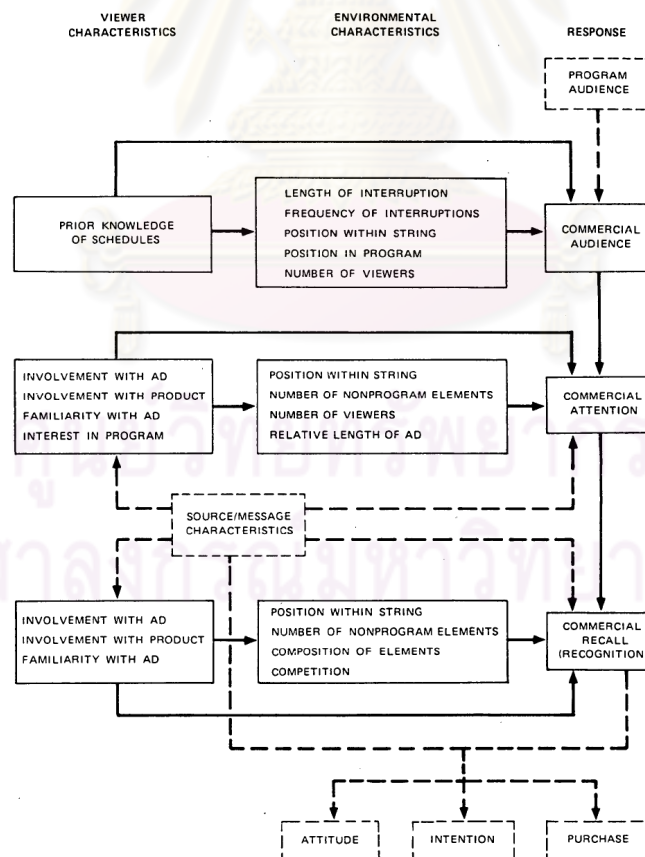 VIEWER
CHARACTERISTICS
ENVIRONMENTAL
CHARACTERISTICS
RESPONSE
PROGRAM
AUDIENCE
PRIOR KNOWLEDGE
OF SCHEDULES
LENGTH OF INTERRUPTION
FREQUENCY OF INTERRUPTIONS
POSITION WITHIN STRING
POSITION IN PROGRAM
NUMBER OF VIEWERS
COMMERCIAL
AUDIENCE
INVOLVEMENT WITH AD
INVOLVEMENT WITH PRODUCT
FAMILIARITY WITH AD
INTEREST IN PROGRAM
POSITION WITHIN STRING
NUMBER OF NONPROGRAM ELEMENTS
NUMBER OF VIEWERS
RELATIVE LENGTH OF AD
COMMERCIAL
ATTENTION
SOURCE/MESSAGE
CHARACTERISTICS
INVOLVEMENT WITH AD
INVOLVEMENT WITH PRODUCT
FAMILIARITY WITH AD
POSITION WITHIN STRING
NUMBER OF NONPROGRAM ELEMENTS
COMPOSITION OF ELEMENTS
COMPETITION
COMMERCIAL
RECALL
(RECOGNITION
ATTITUDE
INTENTION
PURCHASE